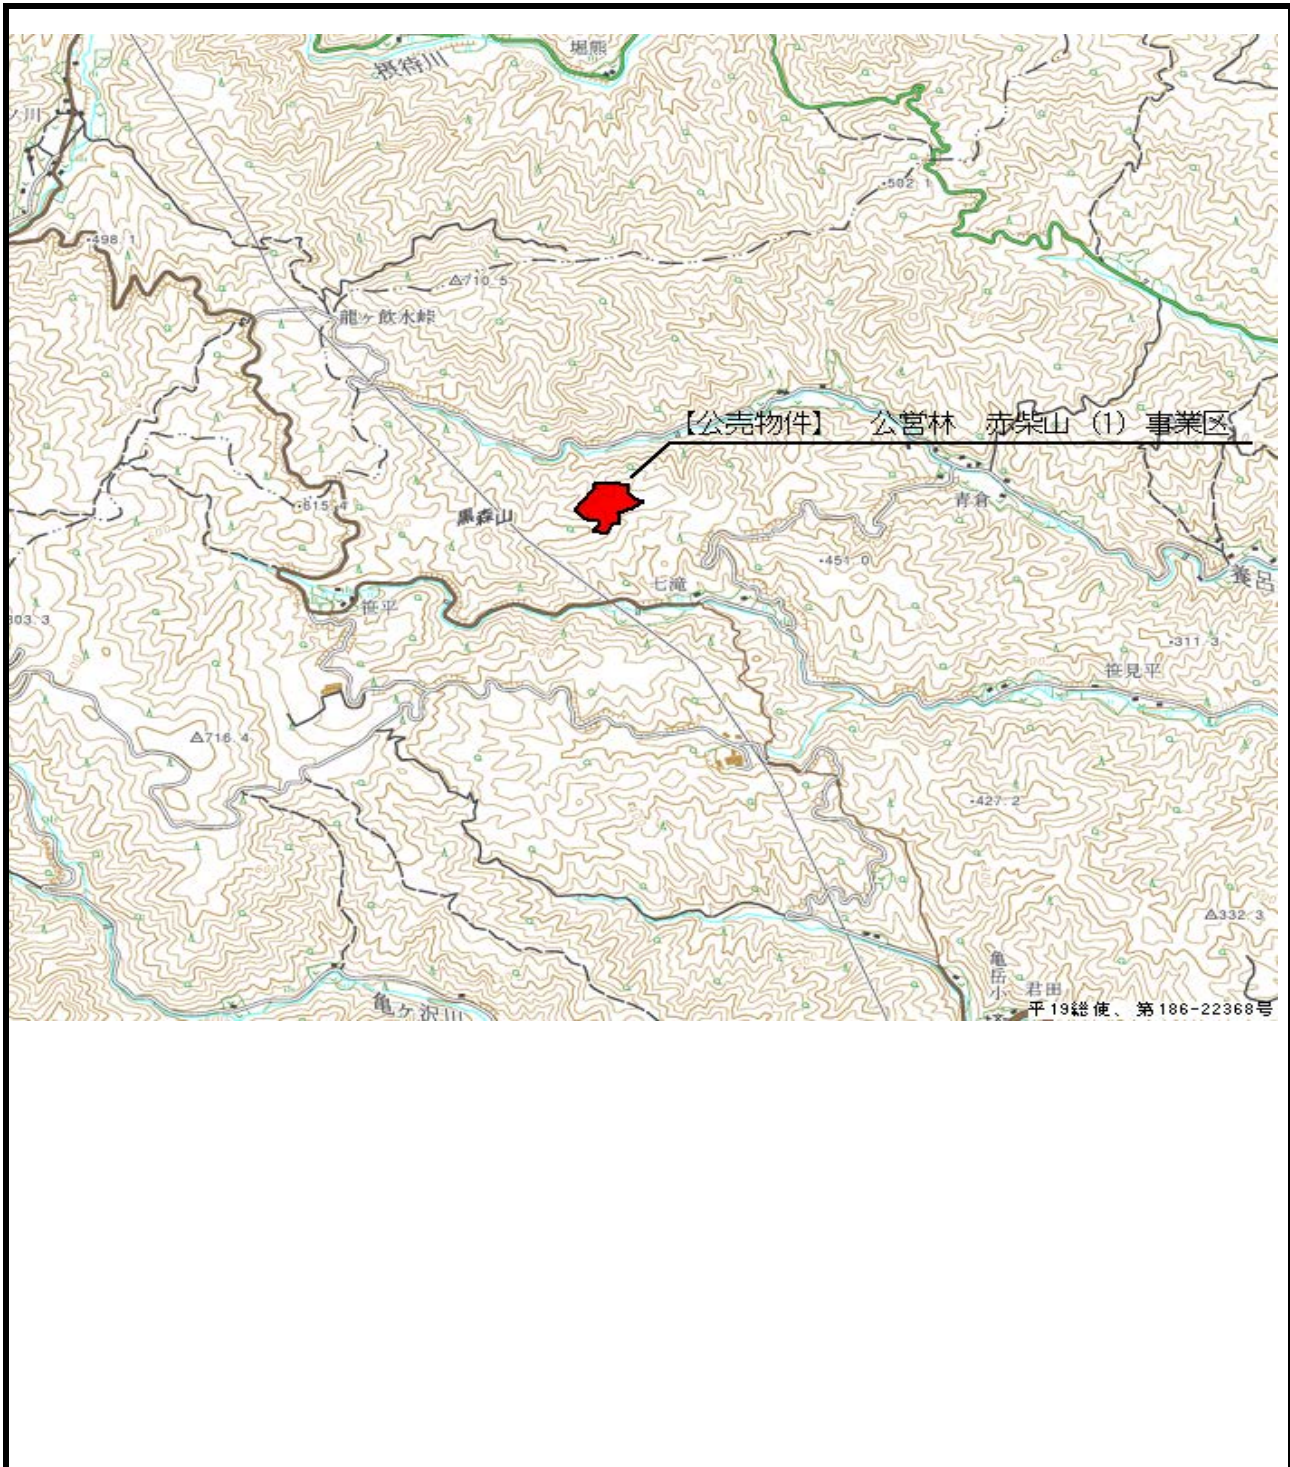 堀熊
摂待川
ノ川
・502.1
・498.1
△710.5
龍ヶ飲水峠
【公売物件】 公営林 赤柴山（1）事業区
青倉
・615.4
黒森山
・451.0
七滝
笹平
・311.3
笹見平
△716.4
・427.2
△332.3
亀岳小
君田
亀ヶ沢川
平19総使、第186-22368号